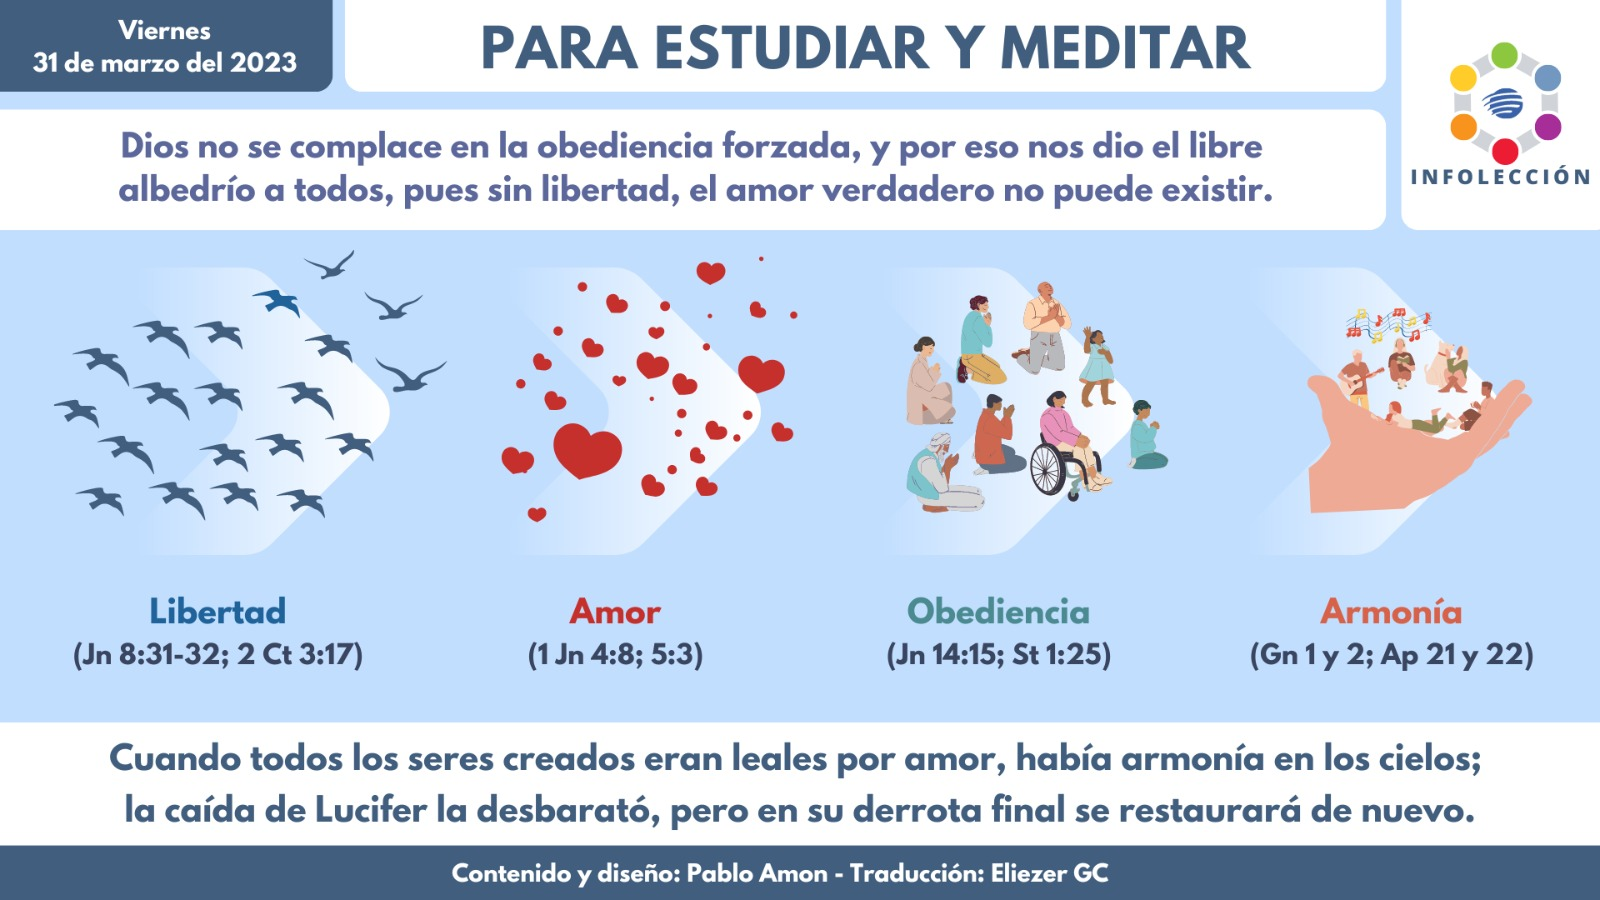 Viernes
31 de marzo del 2023
PARA ESTUDIAR Y MEDITAR
Dios no se complace en la obediencia forzada, y por eso nos dio el libre
albedrío a todos, pues sin libertad, el amor verdadero no puede existir.
INFOLECCIÓN
Libertad
(Jn 8:31-32; 2 Ct 3:17)
Amor
(1 Jn 4:8; 5:3)
Obediencia
(Jn 14:15; St 1:25)
Armonía
(Gn 1 y 2; Ap 21 y 22)
Cuando todos los seres creados eran leales por amor, había armonía en los cielos;
la caída de Lucifer la desbarató, pero en su derrota final se restaurará de nuevo.
Contenido y diseño: Pablo Amon - Traducción: Eliezer GC